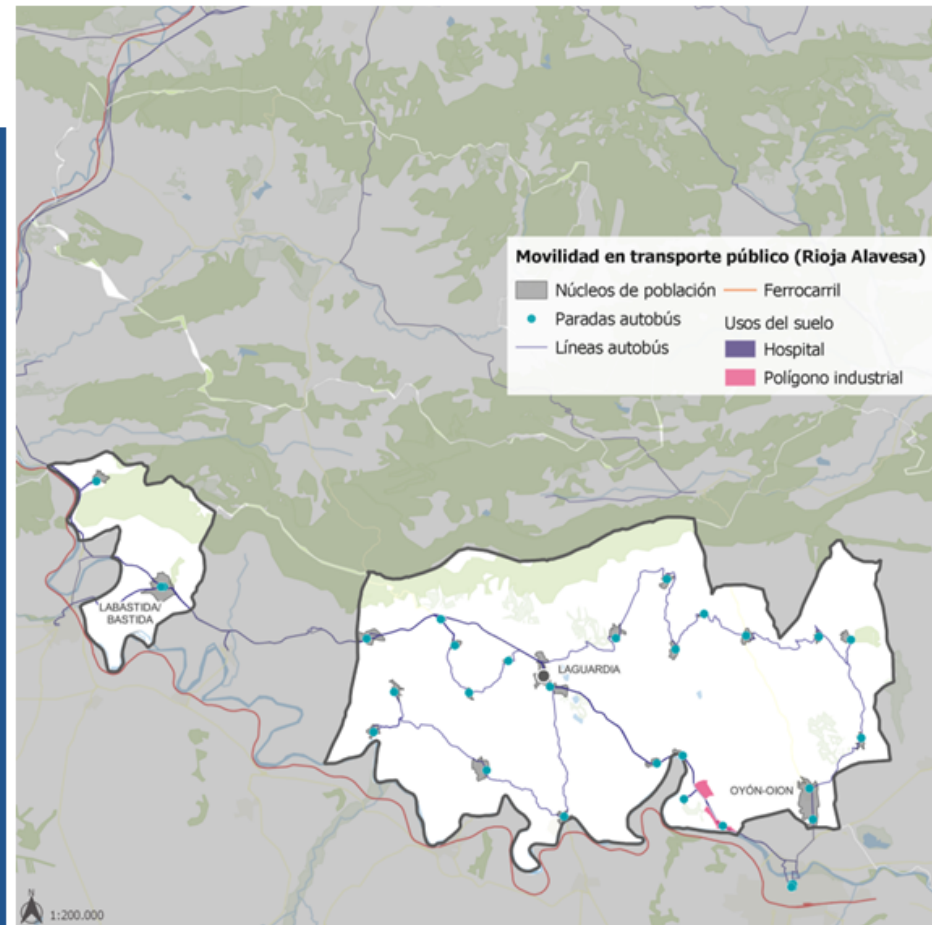 Movilidad en transporte público (Rioja Alavesa)
Núcleos de población
Ferrocarril
Paradas autobús
Usos del suelo
Líneas autobús
Hospital
Polígono industrial
LABASTIDA/
BASTIDA
LAGUARDIA
OYÓN-OION
N
1:200.000